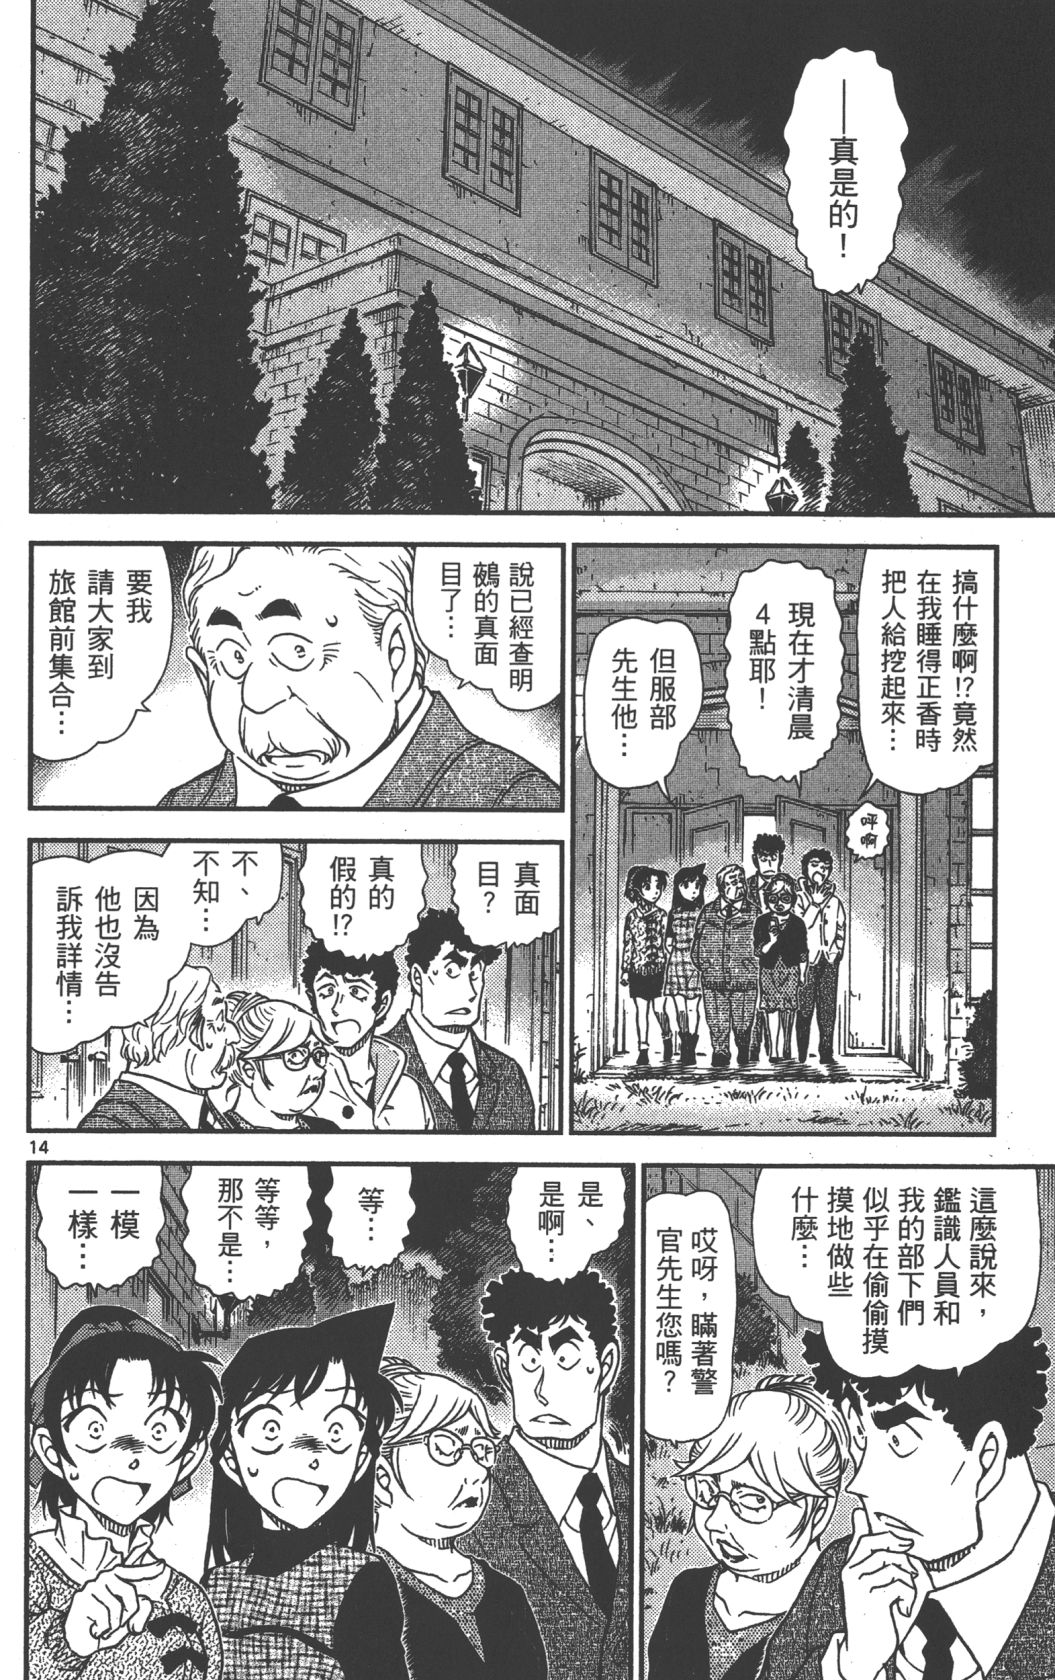 ──真是的！
搞什麼啊!?竟然
在我睡得正香時
把人給挖起來…
現在才清晨
4點耶！
但服部
先生他…
呼啊
說已經查明
鵺的真面
目了…
要我
請大家到
旅館前集合…
真面
目？
真的
假的!?
不、
不知…
因為
他也沒告
訴我詳情…
14
這麼說來，
鑑識人員和
我的部下們
似乎在偷偷摸
摸地做些
什麼…
哎呀，瞞著警
官先生您嗎？
是、
是啊…
等…
等等，
那不是…
一模
一樣…